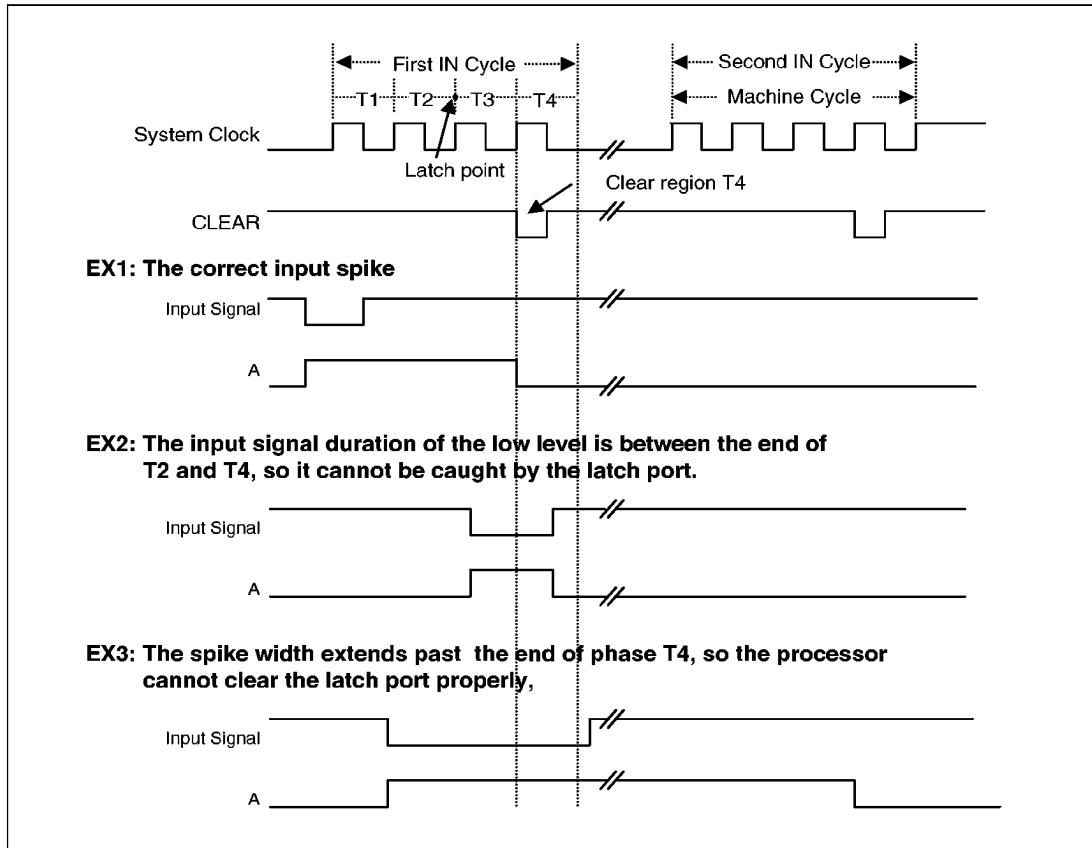 First IN Cycle
Second IN Cycle
T1 T2 T3 T4
Machine Cycle
System Clock
Latch point
Clear region T4
CLEAR
EX1: The correct input spike
Input Signal
A
EX2: The input signal duration of the low level is between the end of
T2 and T4, so it cannot be caught by the latch port.
Input Signal
A
EX3: The spike width extends past the end of phase T4, so the processor
cannot clear the latch port properly,
Input Signal
A